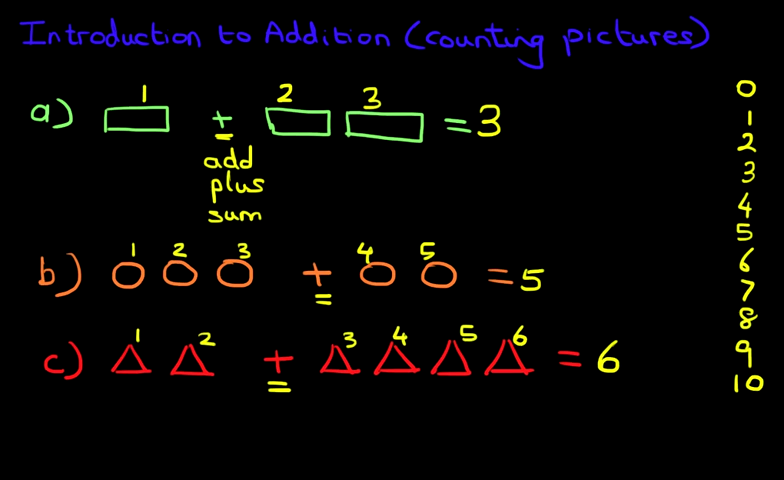 Introduction to Addition (counting pictures)
a) 1 + 2 3 = 3
add
plus
sum
b) 1 2 3 + 4 5 = 5
c) 1 2 + 3 4 5 6 = 6
0
1
2
3
4
5
6
7
8
9
10